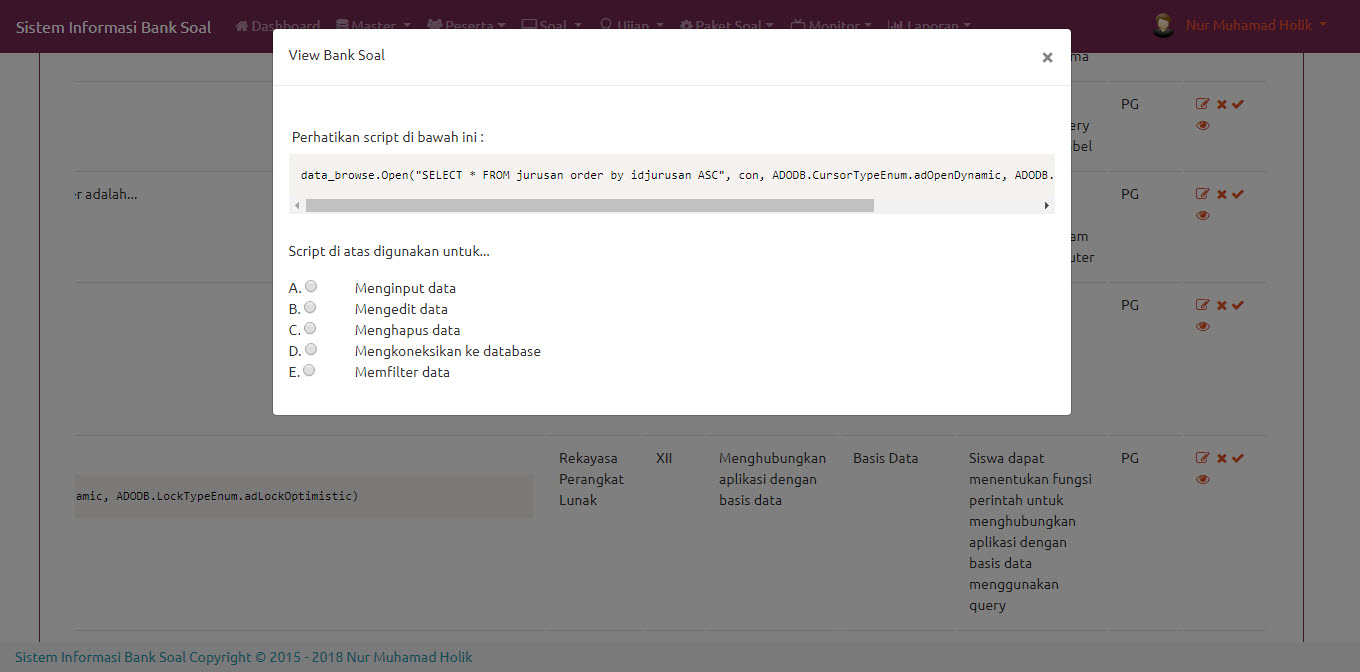 Sistem Informasi Bank Soal Dashboard Master Peserta Soal Ujian Paket Soal Monitor Laporan Nur Muhamad Holik
View Bank Soal
Perhatikan script di bawah ini :
data_browse.Open("SELECT * FROM jurusan order by idjurusan ASC", con, ADODB.CursorTypeEnum.adOpenDynamic, ADODB.
Script di atas digunakan untuk...
A. Menginput data
B. Mengedit data
C. Menghapus data
D. Mengkoneksikan ke database
E. Memfilter data
ma
PG
ery
bel
r adalah...
PG
am
uter
PG
Rekayasa
Perangkat
Lunak
XII
Menghubungkan
aplikasi dengan
basis data
Basis Data
Siswa dapat
menentukan fungsi
perintah untuk
menghubungkan
aplikasi dengan
basis data
menggunakan
query
PG
amic, ADODB.LockTypeEnum.adLockOptimistic)
Sistem Informasi Bank Soal Copyright © 2015 - 2018 Nur Muhamad Holik